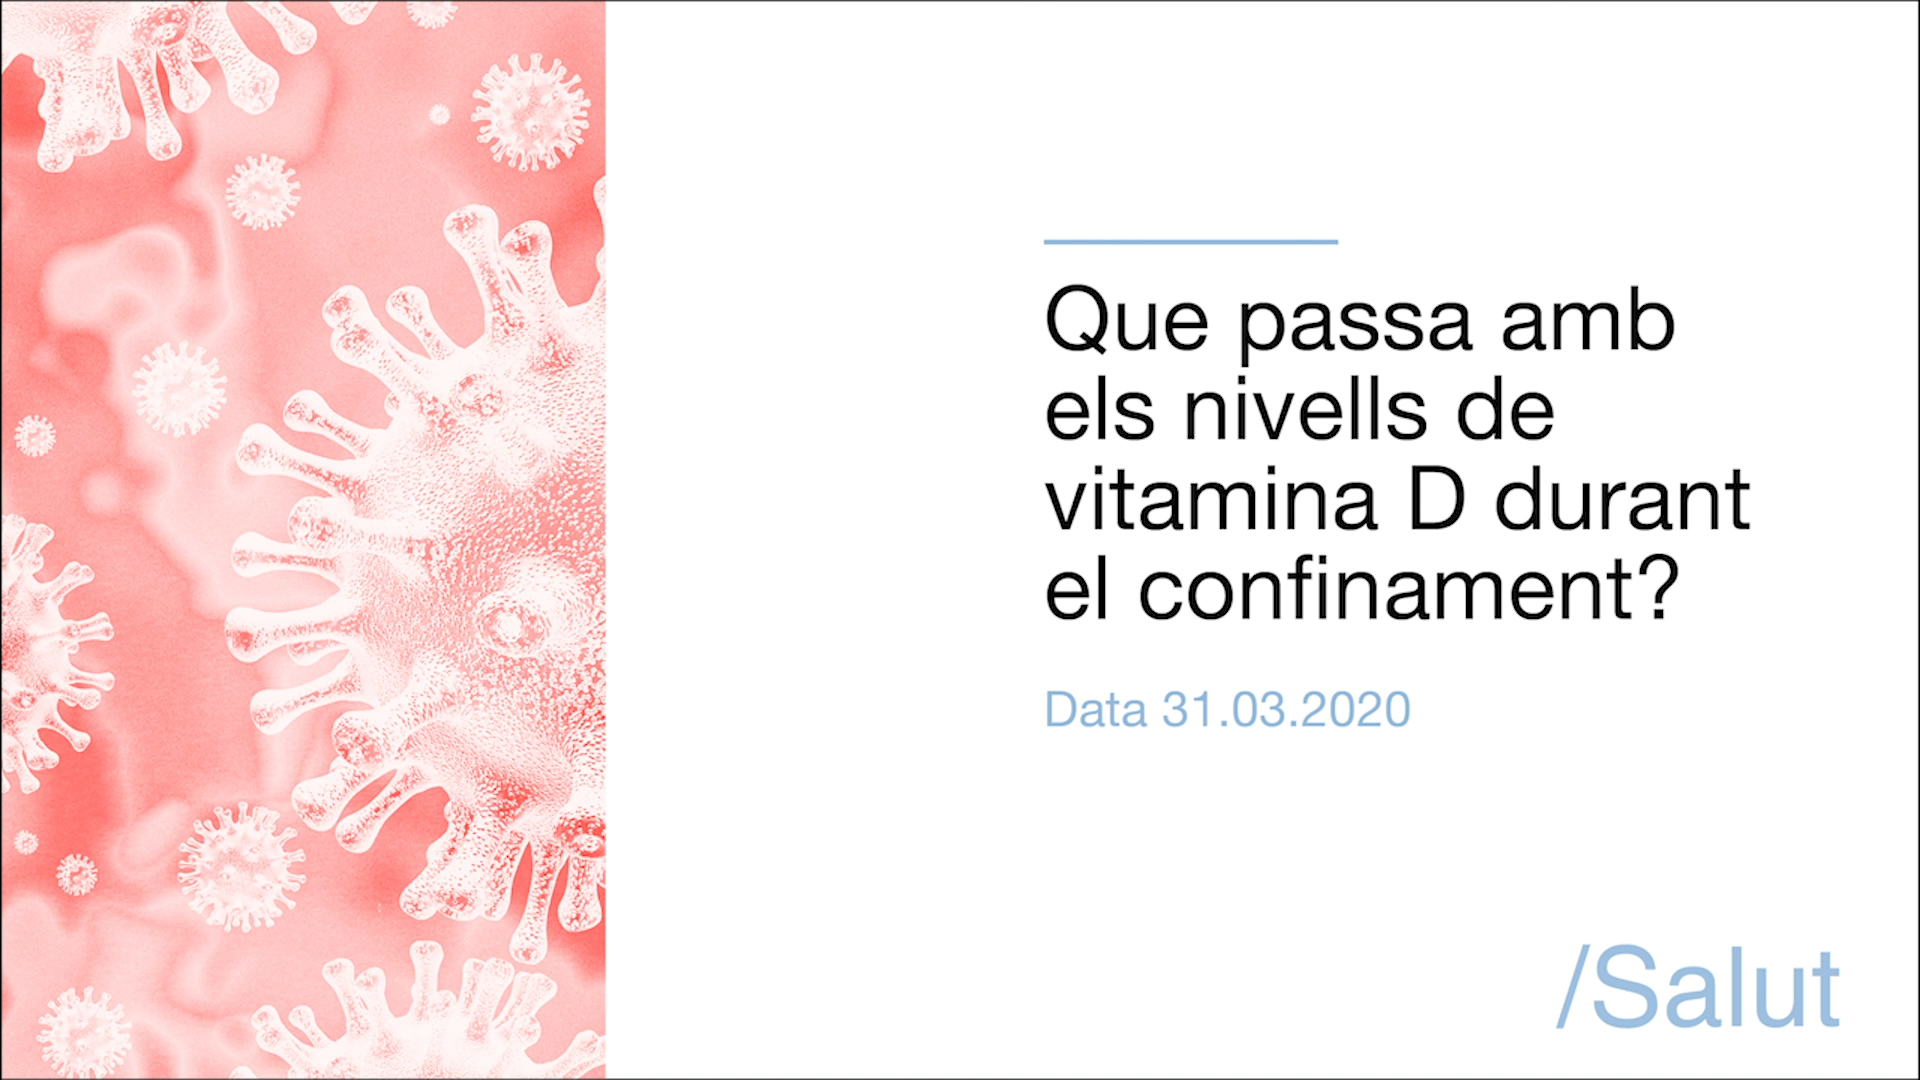 Que passa amb
els nivells de
vitamina D durant
el confinament?
Data 31.03.2020
/Salut